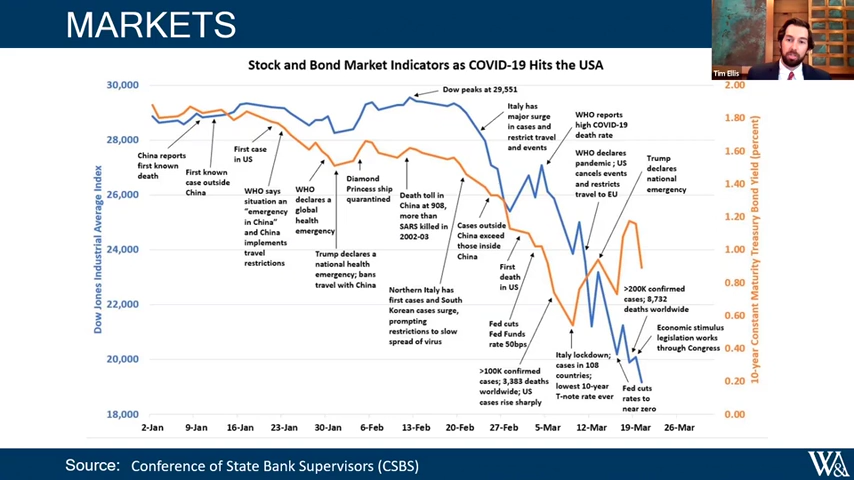 MARKETS
Tim Ellis
Stock and Bond Market Indicators as COVID-19 Hits the USA
30,000
28,000
26,000
24,000
22,000
20,000
18,000
Dow Jones Industrial Average Index
2.00
1.80
1.60
1.40
1.20
1.00
0.80
0.60
0.40
0.20
0.00
10-year Constant Maturity Treasury Bond Yield (percent)
2-Jan
9-Jan
16-Jan
23-Jan
30-Jan
6-Feb
13-Feb
20-Feb
27-Feb
5-Mar
12-Mar
19-Mar
26-Mar
China reports
first known
death
First known
case outside
China
First case
in US
WHO says
situation an
"emergency
in China"
and China
implements
travel
restrictions
WHO
declares a
global
health
emergency
Trump declares a
national health
emergency; bans
travel with China
Diamond
Princess ship
quarantined
Dow peaks at 29,551
Death toll in
China at 908,
more than
SARS killed in
2002-03
Northern Italy has
first cases and South
Korean cases surge,
prompting
restrictions to slow
spread of virus
Cases outside
China exceed
those inside
China
Italy has
major surge
in cases and
restrict travel
and events
First
death
in US
Fed cuts
Fed Funds
rate 50bps
>100K confirmed
cases; 3,383 deaths
worldwide; US
cases rise sharply
WHO reports
high COVID-19
death rate
WHO declares
pandemic ; US
cancels events
and restricts
travel to EU
Italy lockdown;
cases in 108
countries;
lowest 10-year
T-note rate ever
Trump
declares
national
emergency
>200K confirmed
cases; 8,732
deaths worldwide
Economic stimulus
legislation works
through Congress
Fed cuts
rates to
near zero
Source: Conference of State Bank Supervisors (CSBS)
W&A